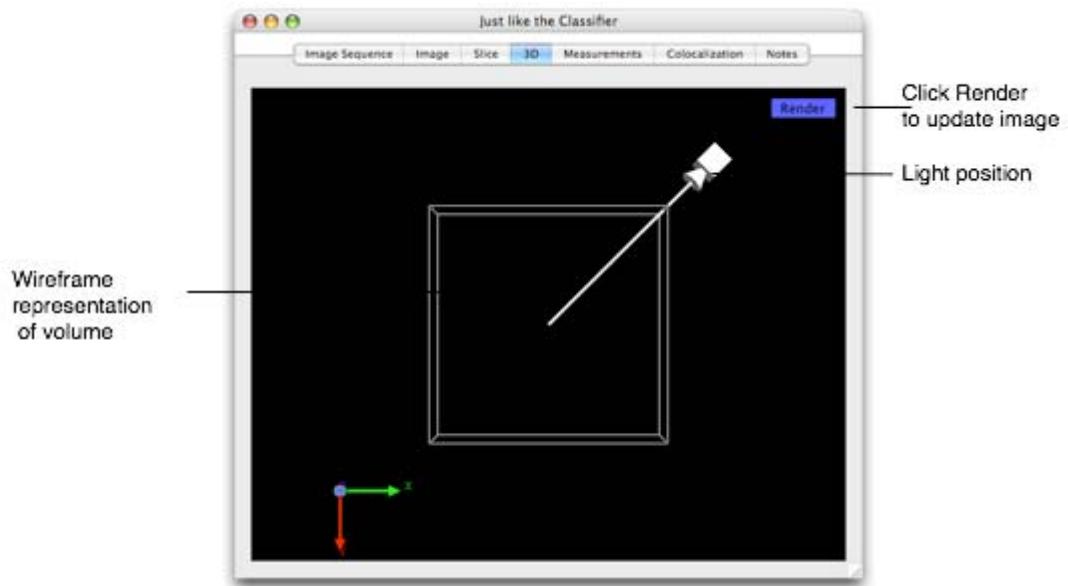 Just like the Classifier
Image Sequence Image Slice 3D Measurements Colocalization Notes
Render
Click Render
to update image
Light position
Wireframe
representation
of volume
x